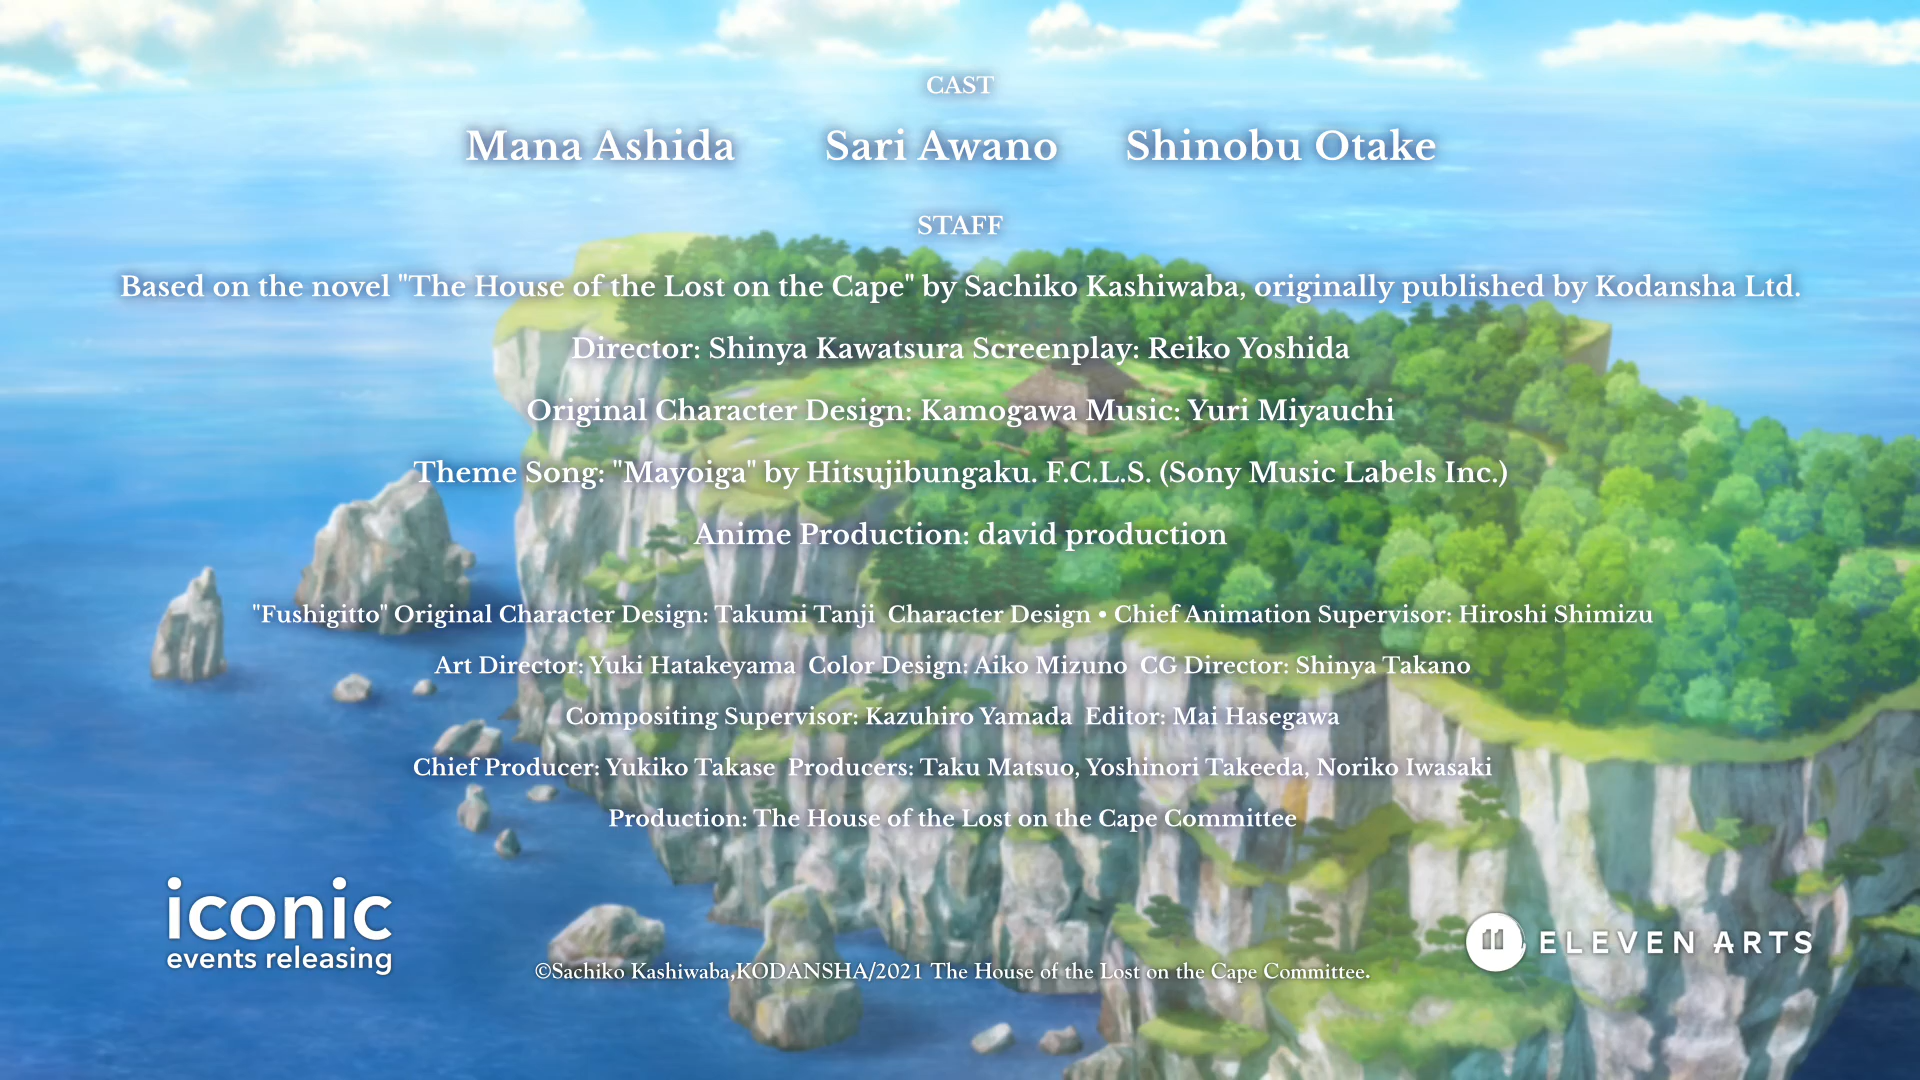 CAST
Mana Ashida Sari Awano Shinobu Otake
STAFF
Based on the novel "The House of the Lost on the Cape" by Sachiko Kashiwaba, originally published by Kodansha Ltd.
Director: Shinya Kawatsura Screenplay: Reiko Yoshida
Original Character Design: Kamogawa Music: Yuri Miyauchi
Theme Song: "Mayoiga" by Hitsujibungaku. F.C.L.S. (Sony Music Labels Inc.)
Anime Production: david production
"Fushigitto" Original Character Design: Takumi Tanji Character Design • Chief Animation Supervisor: Hiroshi Shimizu
Art Director: Yuki Hatakeyama Color Design: Aiko Mizuno CG Director: Shinya Takano
Compositing Supervisor: Kazuhiro Yamada Editor: Mai Hasegawa
Chief Producer: Yukiko Takase Producers: Taku Matsuo, Yoshinori Takeeda, Noriko Iwasaki
Production: The House of the Lost on the Cape Committee
iconic
events releasing
©Sachiko Kashiwaba,KODANSHA/2021 The House of the Lost on the Cape Committee.
11 ELEVEN ARTS